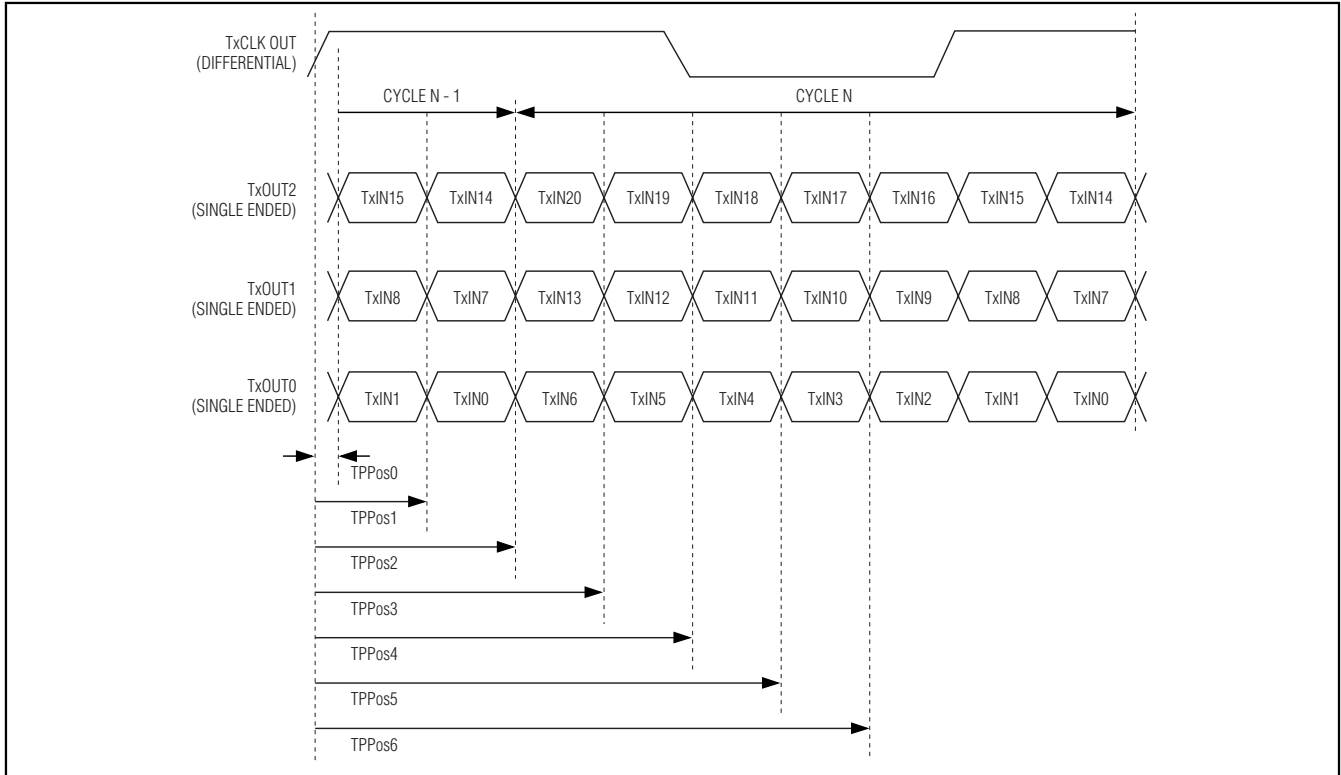 TxCLK OUT
(DIFFERENTIAL)
CYCLE N - 1 CYCLE N
TxOUT2
(SINGLE ENDED)
TxIN15 TxIN14 TxIN20 TxIN19 TxIN18 TxIN17 TxIN16 TxIN15 TxIN14
TxOUT1
(SINGLE ENDED)
TxIN8 TxIN7 TxIN13 TxIN12 TxIN11 TxIN10 TxIN9 TxIN8 TxIN7
TxOUT0
(SINGLE ENDED)
TxIN1 TxIN0 TxIN6 TxIN5 TxIN4 TxIN3 TxIN2 TxIN1 TxIN0
TPPos0
TPPos1
TPPos2
TPPos3
TPPos4
TPPos5
TPPos6